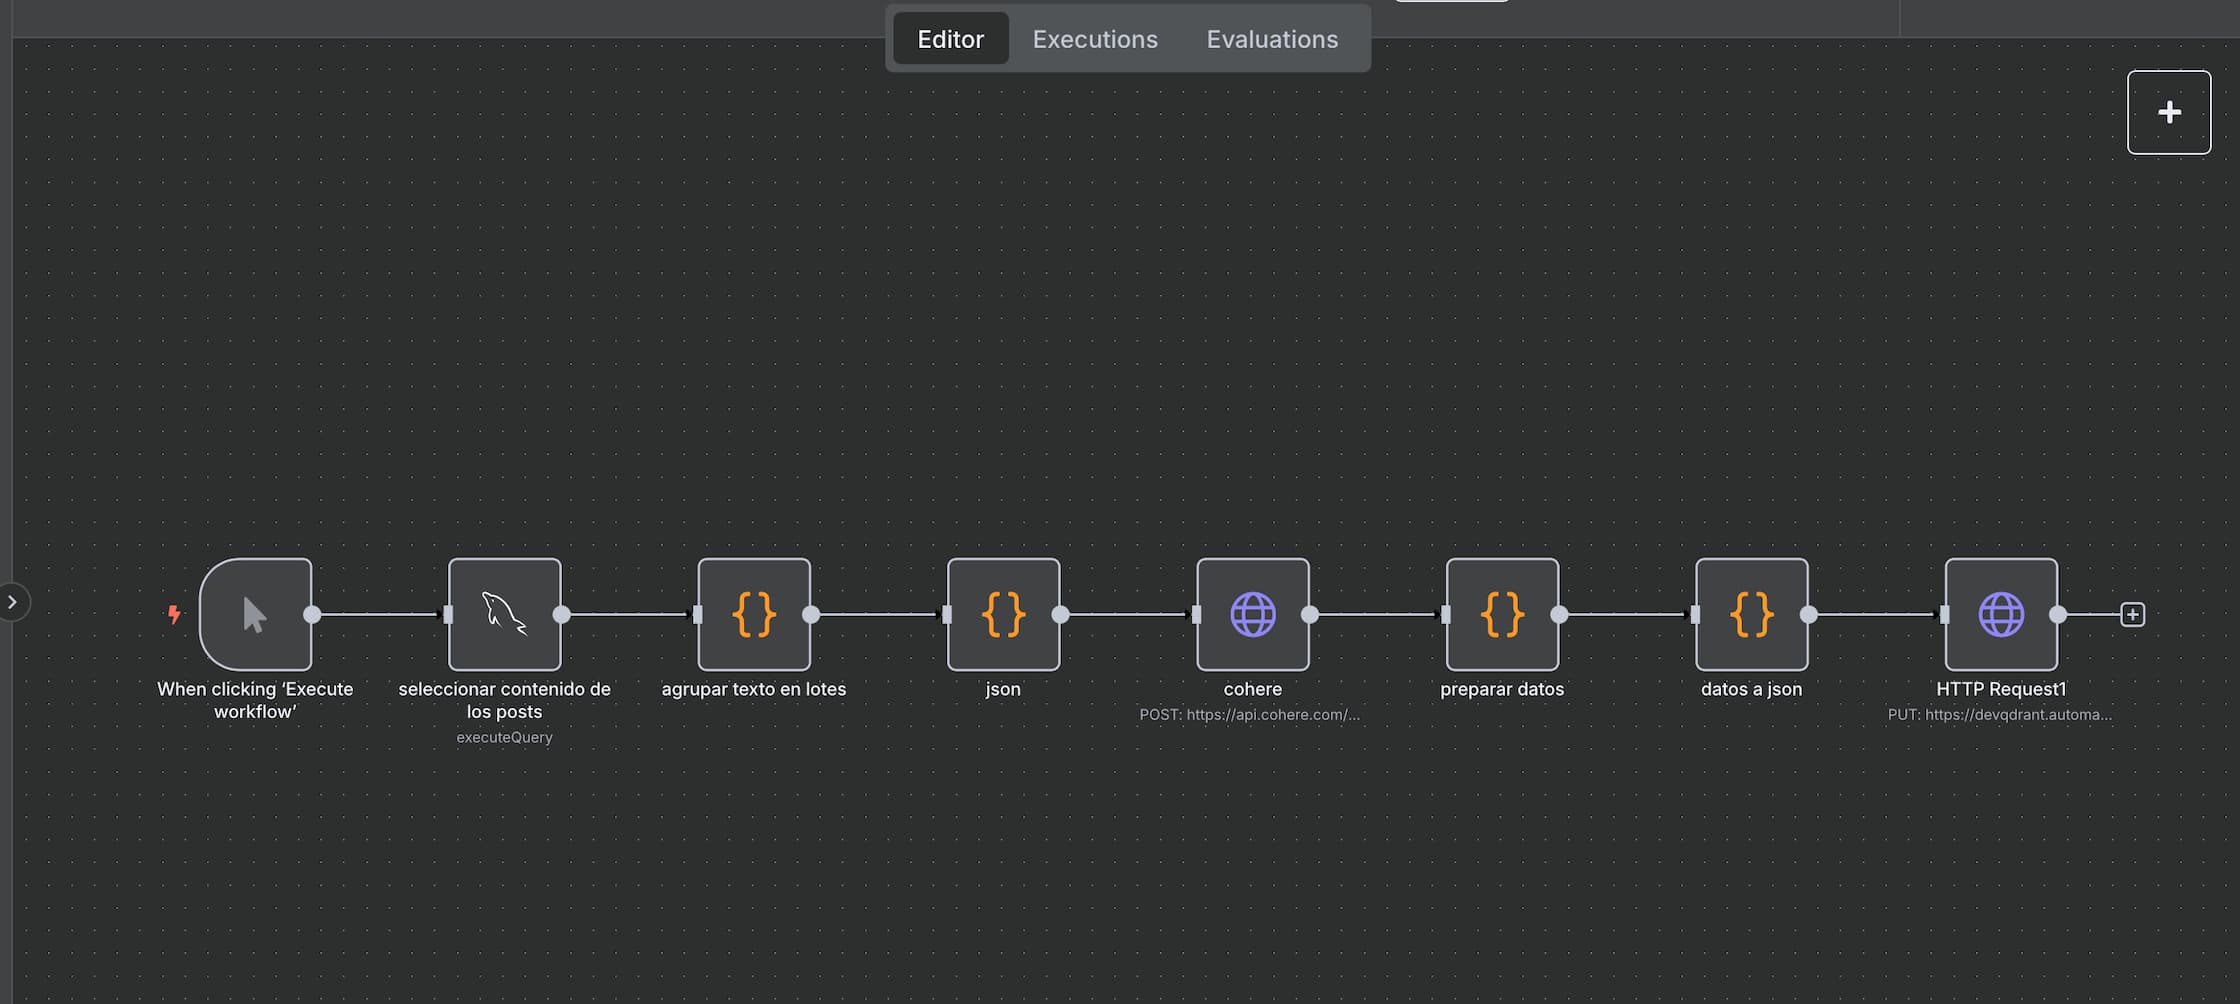 Editor
Executions
Evaluations
When clicking ‘Execute
workflow’
seleccionar contenido de
los posts
executeQuery
agrupar texto en lotes
json
cohere
POST: https://api.cohere.com/...
preparar datos
datos a json
HTTP Request1
PUT: https://devqdrant.automa...